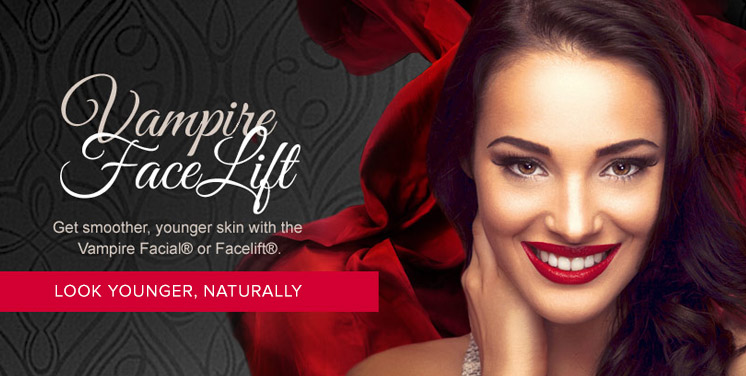 Vampire
FaceLift
Get smoother, younger skin with the
Vampire Facial® or Facelift®.
LOOK YOUNGER, NATURALLY